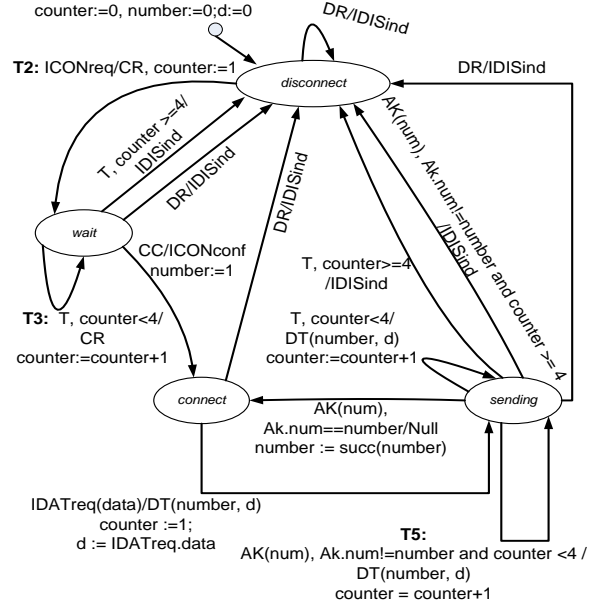 counter:=0, number:=0;d:=0
DR/IDISind
T2: ICONreq/CR, counter:=1
DR/IDISind
disconnect
T, counter >=4/
IDISind
DR/IDISind
AK(num), Ak.num!=number and counter >= 4
/IDISind
DR/IDISind
wait
CC/ICONconf
number:=1
T, counter>=4
/IDISind
T3: T, counter<4/
CR
counter:=counter+1
T, counter<4/
DT(number, d)
counter:=counter+1
connect
sending
AK(num),
Ak.num==number/Null
number := succ(number)
IDATreq(data)/DT(number, d)
counter :=1;
d := IDATreq.data
T5:
AK(num), Ak.num!=number and counter <4 /
DT(number, d)
counter = counter+1